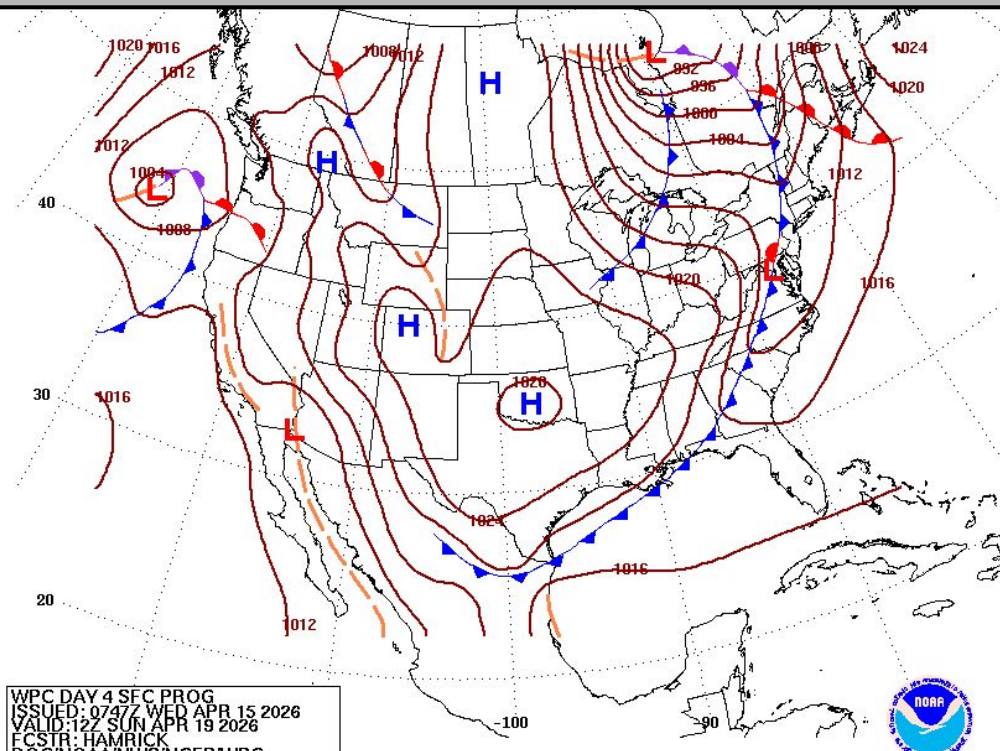 1020 1016
1012
1008 1012
H
L
992
996
1000
1004
1024
1020
1012
1012
1004
L
H
1008
40
1020
1016
L
H
30
1016
1028
H
L
1024
1016
20
1012
-100
-90
WPC DAY 4 SFC PROG
ISSUED: 0747Z WED APR 15 2026
VALID:12Z SUN APR 19 2026
FCSTR: HAMRICK
NOAA